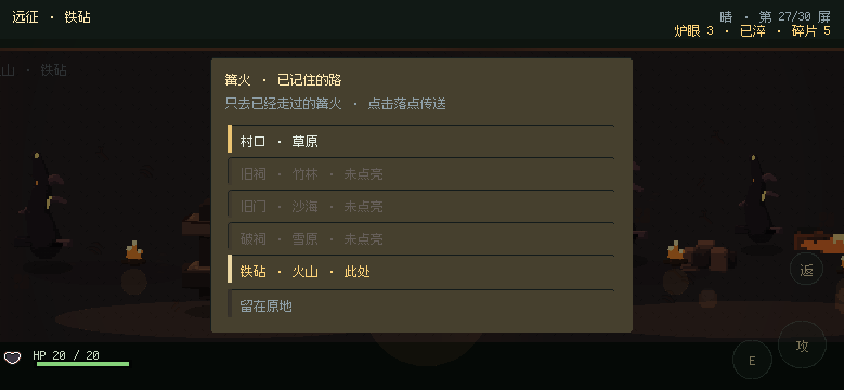 远征 · 铁砧
晴 · 第 27/30 屏
炉眼 3 · 已淬 · 碎片 5
山 · 铁砧
篝火 · 已记住的路
只去已经走过的篝火 · 点击落点传送
村口 · 草原
旧祠 · 竹林 · 未点亮
旧门 · 沙海 · 未点亮
破祠 · 雪原 · 未点亮
铁砧 · 火山 · 此处
留在原地
返
攻
E
HP 20 / 20